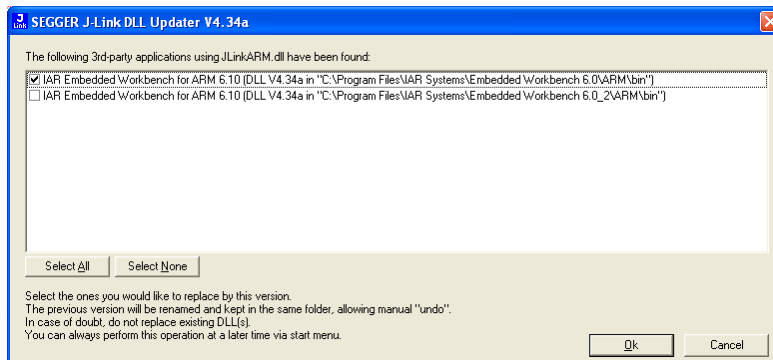 J
Link
SEGGER J-Link DLL Updater V4.34a
The following 3rd-party applications using JLinkARM.dll have been found:
IAR Embedded Workbench for ARM 6.10 (DLL V4.34a in "C:\Program Files\IAR Systems\Embedded Workbench 6.0\ARM\bin")
IAR Embedded Workbench for ARM 6.10 (DLL V4.34a in "C:\Program Files\IAR Systems\Embedded Workbench 6.0_2\ARM\bin")
Select All
Select None
Select the ones you would like to replace by this version.
The previous version will be renamed and kept in the same folder, allowing manual "undo".
In case of doubt, do not replace existing DLL(s).
You can always perform this operation at a later time via start menu.
Ok
Cancel